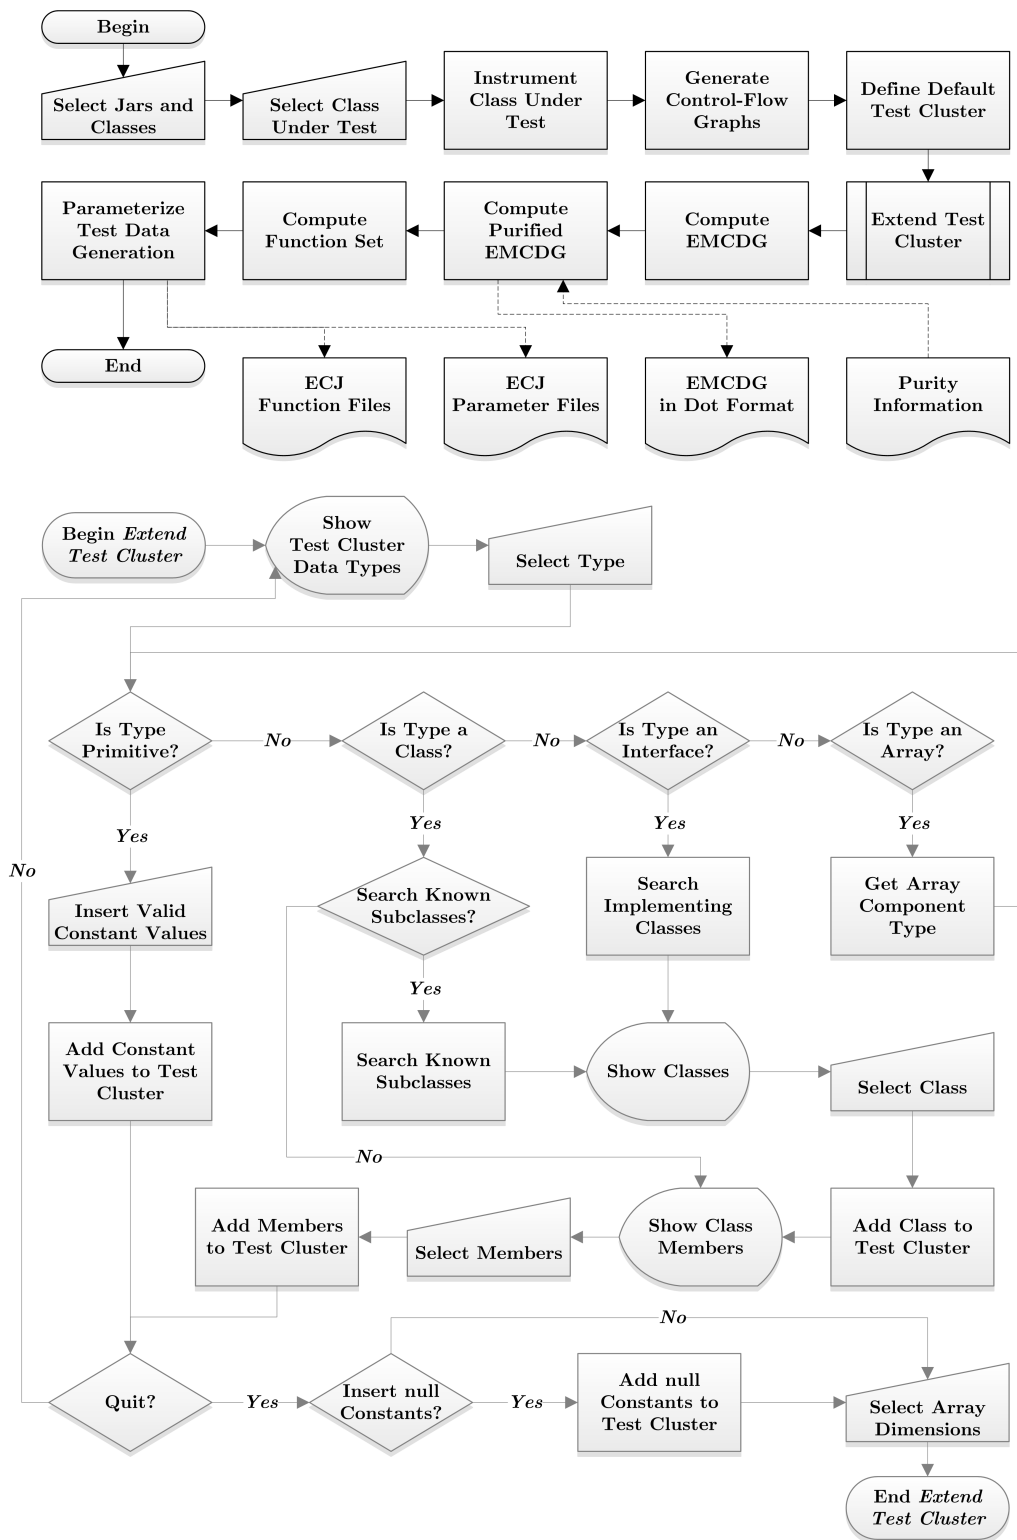 Begin
Select Jars and
Classes
Select Class
Under Test
Instrument
Class Under
Test
Generate
Control-Flow
Graphs
Define Default
Test Cluster
Parameterize
Test Data
Generation
Compute
Function Set
Compute
Purified
EMCDG
Compute
EMCDG
Extend Test
Cluster
End
ECJ
Function Files
ECJ
Parameter Files
EMCDG
in Dot Format
Purity
Information
Begin Extend
Test Cluster
Show
Test Cluster
Data Types
Select Type
Is Type
Primitive?
No
Is Type a
Class?
No
Is Type an
Interface?
No
Is Type an
Array?
Yes
Yes
Yes
Yes
No
Insert Valid
Constant Values
Search Known
Subclasses?
Search
Implementing
Classes
Get Array
Component
Type
Yes
Add Constant
Values to Test
Cluster
Search Known
Subclasses
Show Classes
Select Class
No
Add Members
to Test Cluster
Select Members
Show Class
Members
Add Class to
Test Cluster
No
Quit?
Yes
Insert null
Constants?
Yes
Add null
Constants to
Test Cluster
Select Array
Dimensions
End Extend
Test Cluster